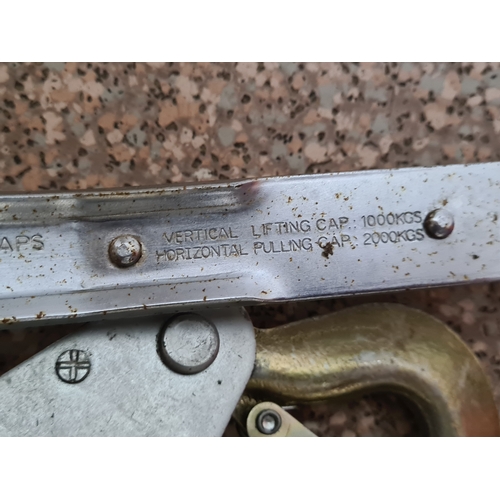 APS
VERTICAL LIFTING CAP. 1000KGS
HORIZONTAL PULLING CAP. 2000KGS